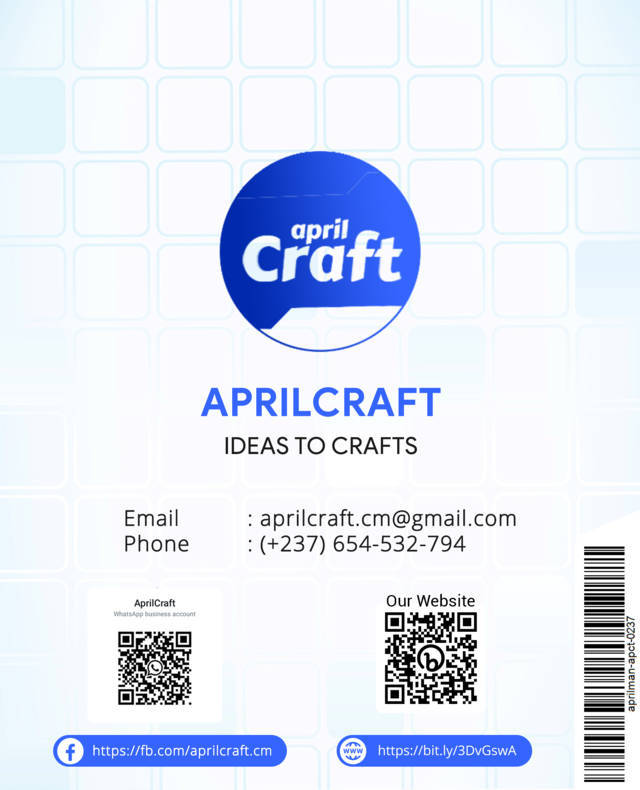 april
Craft
APRILCRAFT
IDEAS TO CRAFTS
Email : aprilcraft.cm@gmail.com
Phone : (+237) 654-532-794
AprilCraft
WhatsApp business account
Our Website
https://fb.com/aprilcraft.cm
www
https://bit.ly/3DvGswA
aprilman-apct-0237